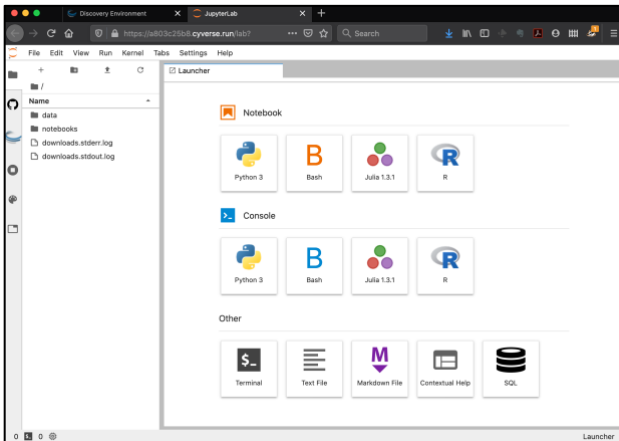 Discovery Environment JupyterLab
https://a803c25b8.cyverse.run/lab? Search
File Edit View Run Kernel Tabs Settings Help
Launcher
/
Name
data
notebooks
downloads.stderr.log
downloads.stdout.log
Notebook
Python 3 Bash Julia 1.3.1 R
Console
Python 3 Bash Julia 1.3.1 R
Other
$_
Terminal Text File Markdown File Contextual Help SQL
0 0 Launcher